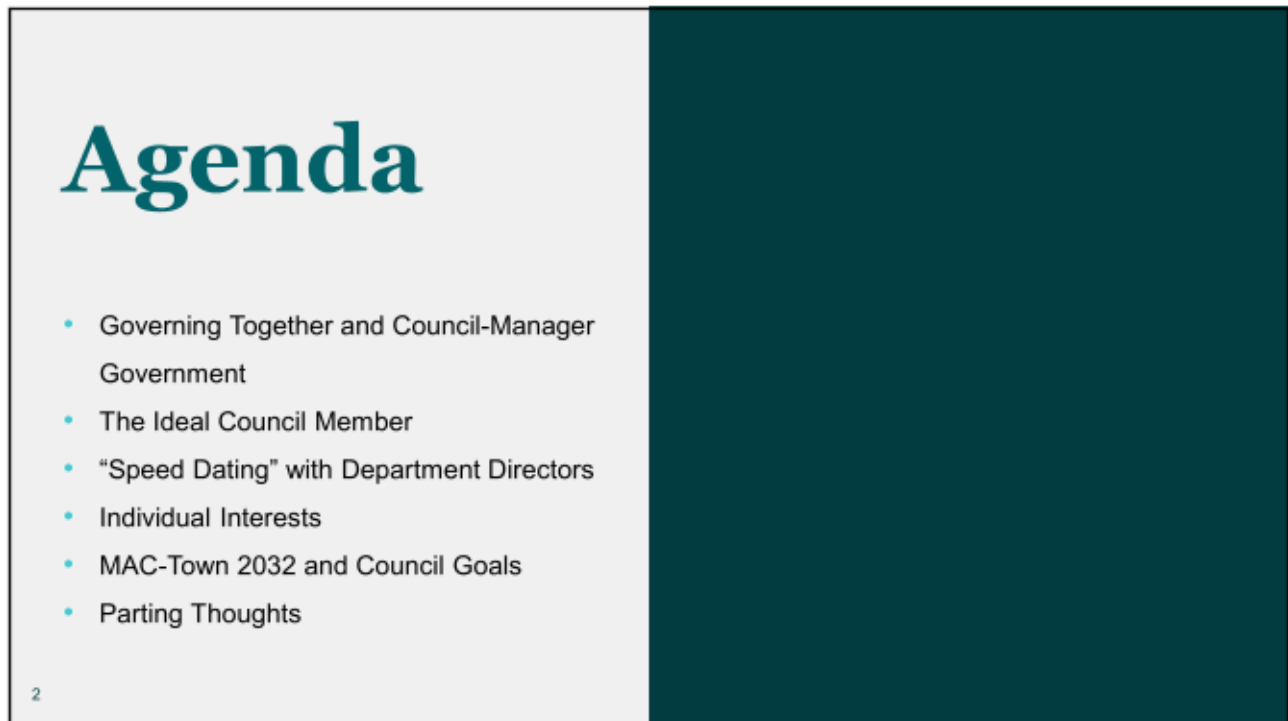 Agenda
• Governing Together and Council-Manager
Government
• The Ideal Council Member
• “Speed Dating” with Department Directors
• Individual Interests
• MAC-Town 2032 and Council Goals
• Parting Thoughts
2